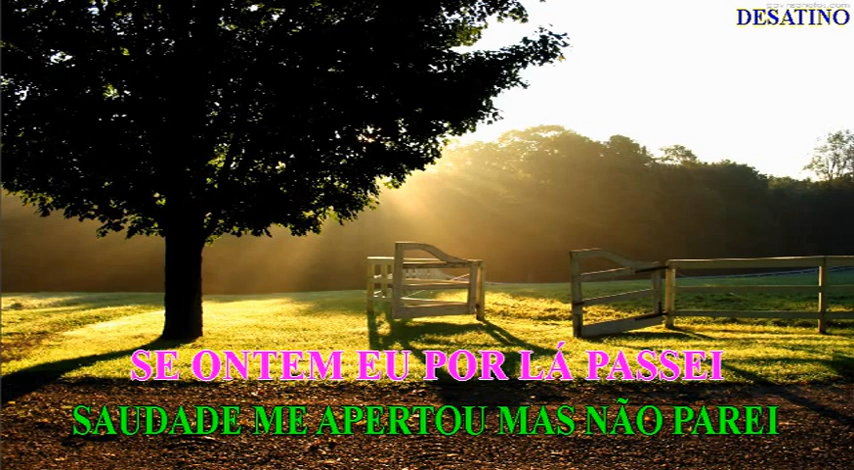 DESATINO
SE ONTEM EU POR LÁ PASSEI
SAUDADE ME APERTOU MAS NÃO PAREI